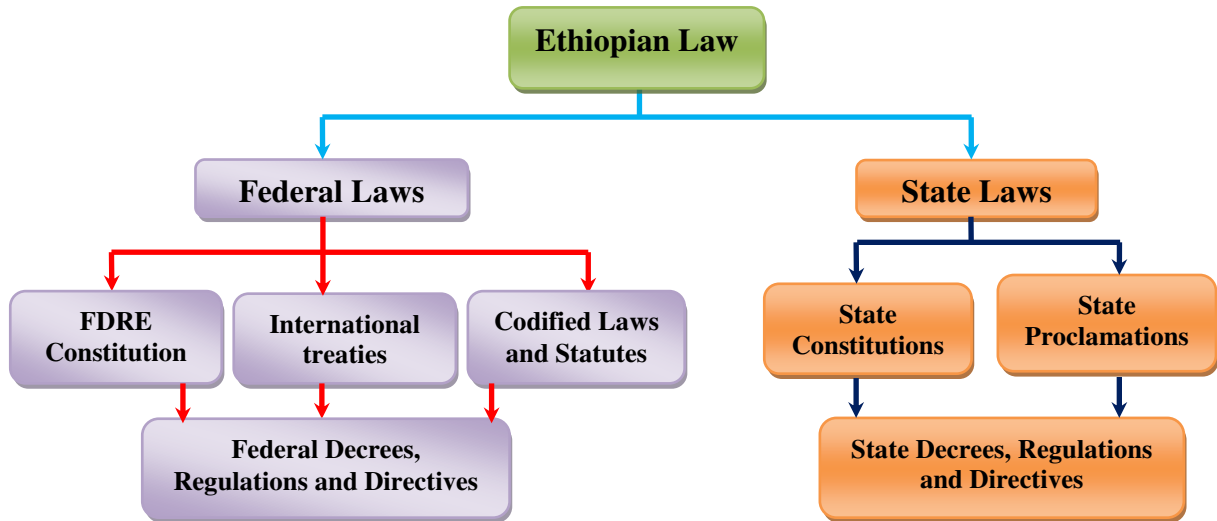 Ethiopian Law
Federal Laws
State Laws
FDRE
Constitution
International
treaties
Codified Laws
and Statutes
State
Constitutions
State
Proclamations
Federal Decrees,
Regulations and Directives
State Decrees, Regulations
and Directives